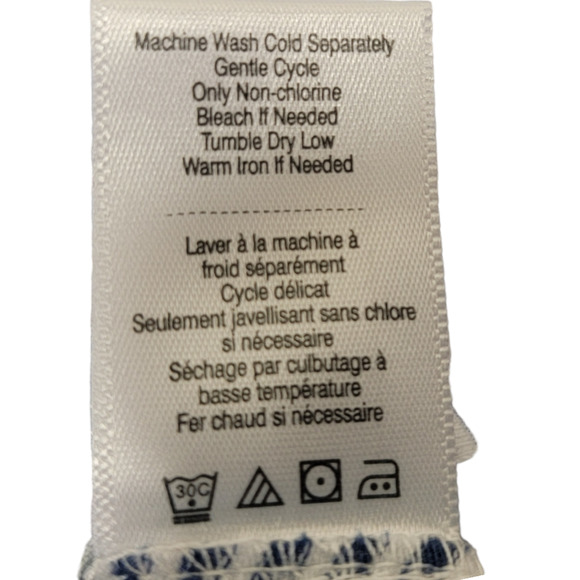 Machine Wash Cold Separately
Gentle Cycle
Only Non-chlorine
Bleach If Needed
Tumble Dry Low
Warm Iron If Needed
Laver à la machine à
froid séparément
Cycle délicat
Seulement javellisant sans chlore
si nécessaire
Séchage par culbutage à
basse température
Fer chaud si nécessaire
30C